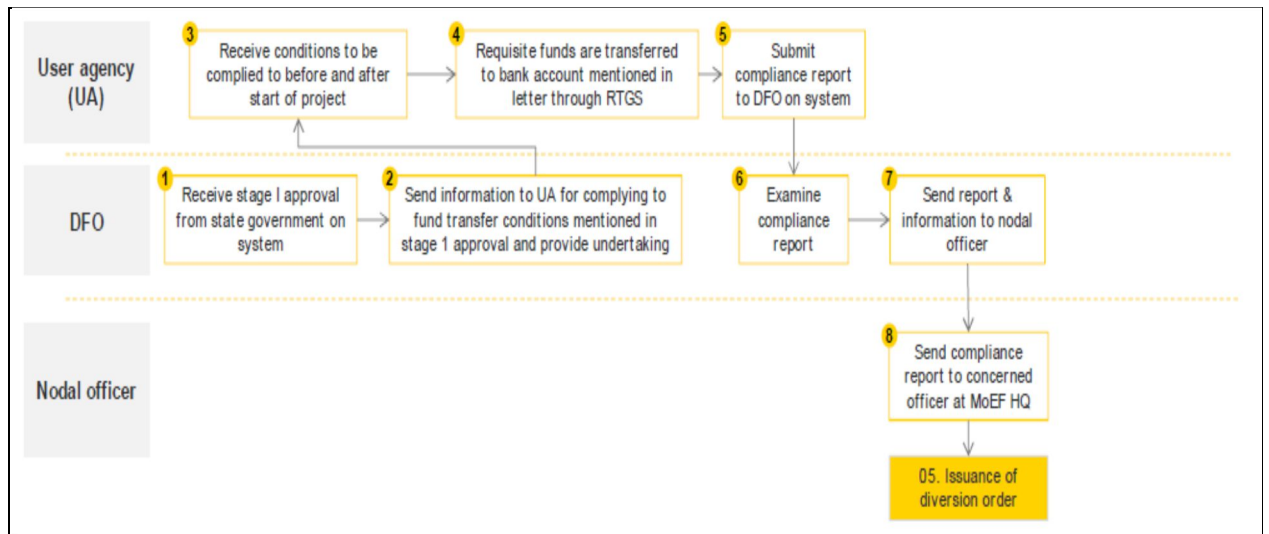 User agency
(UA)
3
Receive conditions to be
complied to before and after
start of project
4
Requisite funds are transferred
to bank account mentioned in
letter through RTGS
5
Submit
compliance report
to DFO on system
DFO
1
Receive stage I approval
from state government on
system
2
Send information to UA for complying to
fund transfer conditions mentioned in
stage 1 approval and provide undertaking
6
Examine
compliance
report
7
Send report &
information to nodal
officer
Nodal officer
8
Send compliance
report to concerned
officer at MoEF HQ
05. Issuance of
diversion order